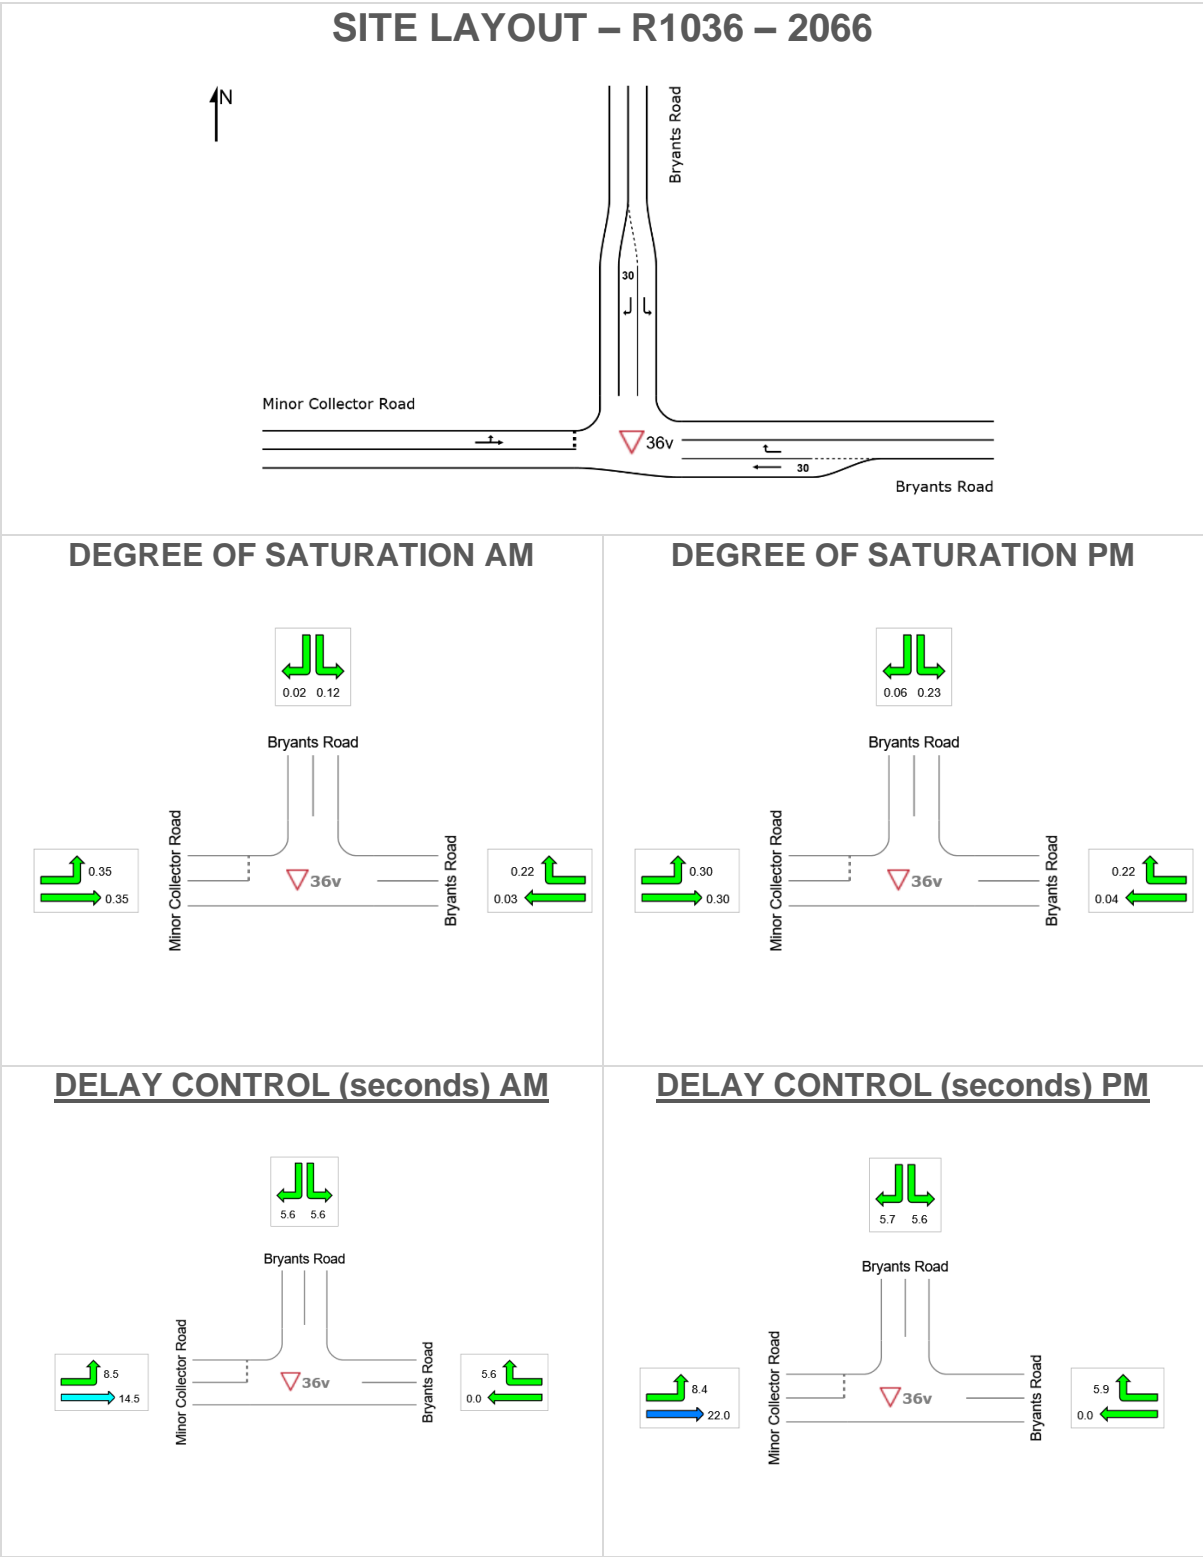 SITE LAYOUT – R1036 – 2066
N
Bryants Road
30
Minor Collector Road
36v
30
Bryants Road
DEGREE OF SATURATION AM
0.02 0.12
Bryants Road
Minor Collector Road
0.35
0.35
36v
Bryants Road
0.22
0.03
DEGREE OF SATURATION PM
0.06 0.23
Bryants Road
Minor Collector Road
0.30
0.30
36v
Bryants Road
0.22
0.04
DELAY CONTROL (seconds) AM
5.6 5.6
Bryants Road
Minor Collector Road
8.5
14.5
36v
Bryants Road
5.6
0.0
DELAY CONTROL (seconds) PM
5.7 5.6
Bryants Road
Minor Collector Road
8.4
22.0
36v
Bryants Road
5.9
0.0